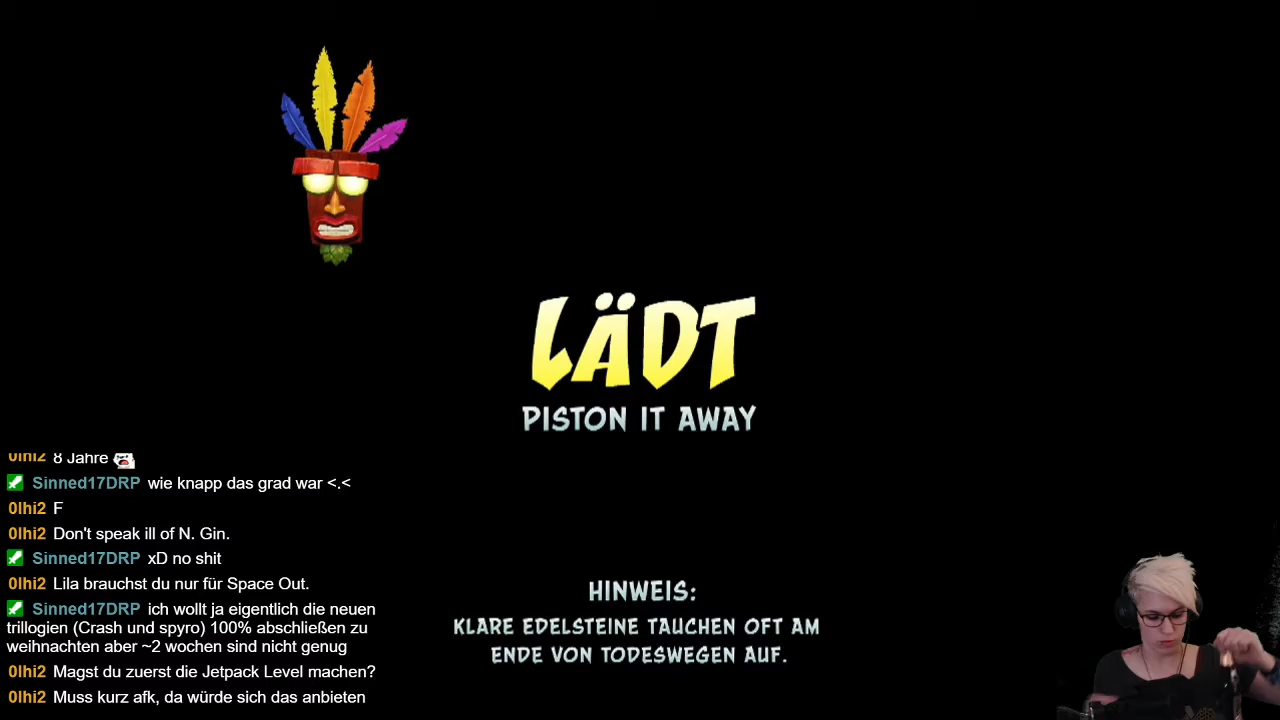 LÄDT
PISTON IT AWAY
0lhi2 8 Jahre
Sinned17DRP wie knapp das grad war <.<
0lhi2 F
0lhi2 Don't speak ill of N. Gin.
Sinned17DRP xD no shit
0lhi2 Lila brauchst du nur für Space Out.
Sinned17DRP ich wollt ja eigentlich die neuen
trillogien (Crash und spyro) 100% abschließen zu
weihnachten aber ~2 wochen sind nicht genug
0lhi2 Magst du zuerst die Jetpack Level machen?
0lhi2 Muss kurz afk, da würde sich das anbieten
HINWEIS:
KLARE EDELSTEINE TAUCHEN OFT AM
ENDE VON TODESWEGEN AUF.